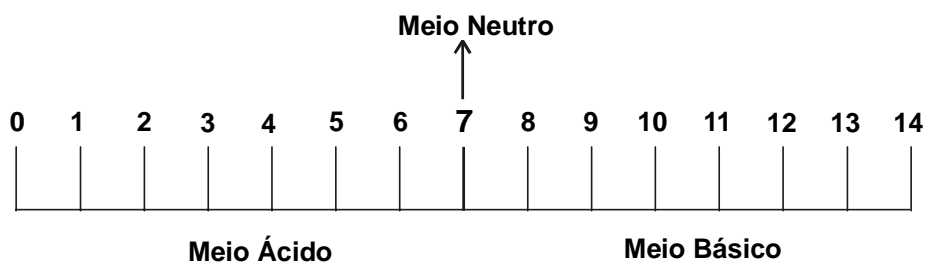 Meio Neutro
0 1 2 3 4 5 6 7 8 9 10 11 12 13 14
Meio Ácido Meio Básico